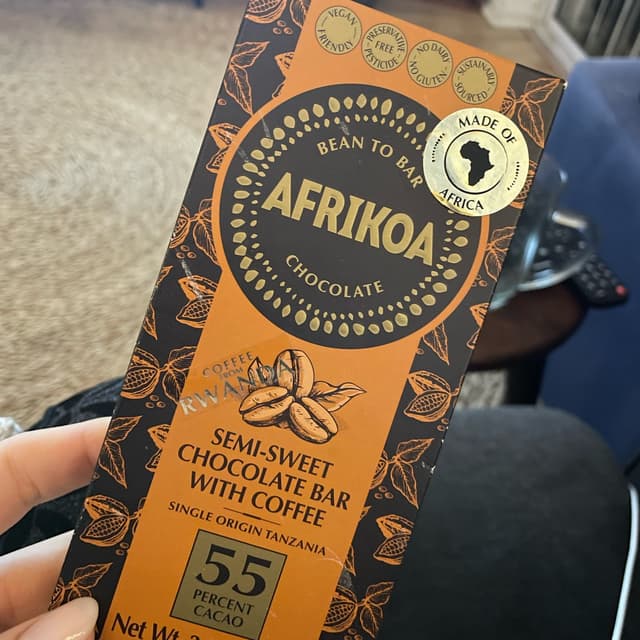 VEGAN
FRIENDLY
PRESERVATIVE
FREE
PESTICIDE
NO DAIRY
NO GLUTEN
SUSTAINABLY
SOURCED
MADE OF
AFRICA
BEAN TO BAR
AFRIKOA
CHOCOLATE
COFFEE
FROM
RWANDA
SEMI-SWEET
CHOCOLATE BAR
WITH COFFEE
SINGLE ORIGIN TANZANIA
55
PERCENT
CACAO
Net Wt.